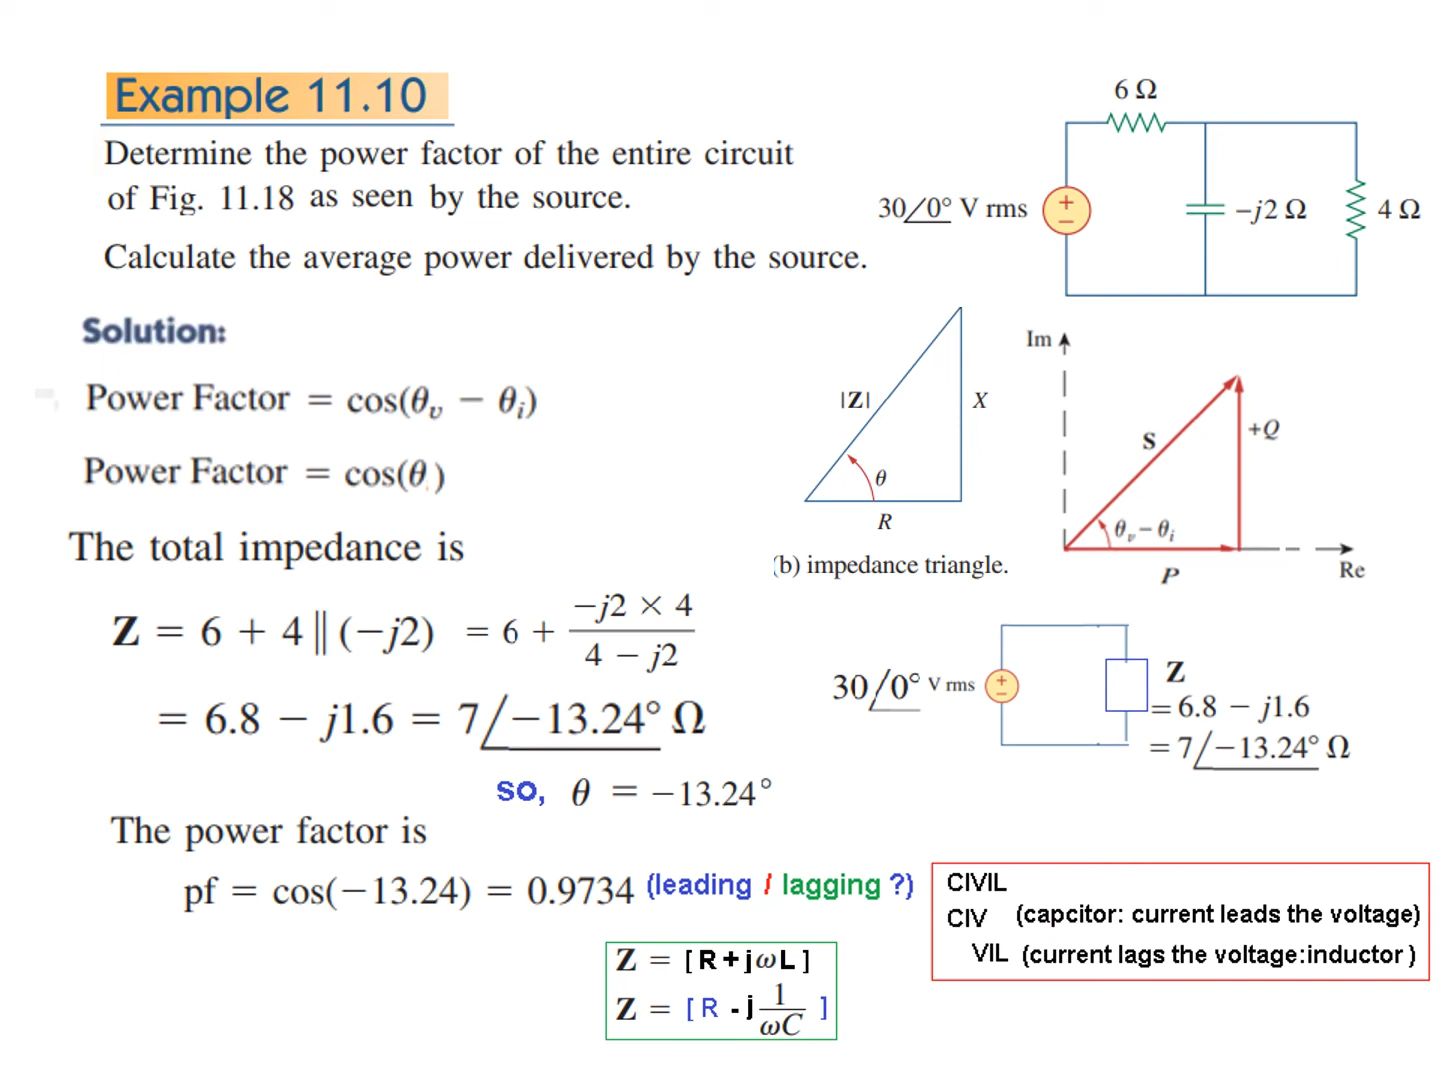 Example 11.10
Determine the power factor of the entire circuit
of Fig. 11.18 as seen by the source.
Calculate the average power delivered by the source.
6 Ω
30∠0° V rms
+
−
−j2 Ω
4 Ω
Solution:
Power Factor = cos(θv − θi)
Power Factor = cos(θ )
|Z|
X
θ
R
(b) impedance triangle.
Im
S
+Q
θv − θi
P
Re
The total impedance is
Z = 6 + 4 ‖ (−j2) = 6 + (−j2 × 4) / (4 − j2)
= 6.8 − j1.6 = 7∠−13.24° Ω
so, θ = −13.24°
30∠0° V rms
+
−
Z
= 6.8 − j1.6
= 7∠−13.24° Ω
The power factor is
pf = cos(−13.24) = 0.9734 (leading / lagging ?)
CIVIL
CIV (capcitor: current leads the voltage)
VIL (current lags the voltage:inductor )
Z = [ R + jωL ]
Z = [ R - j 1/ωC ]